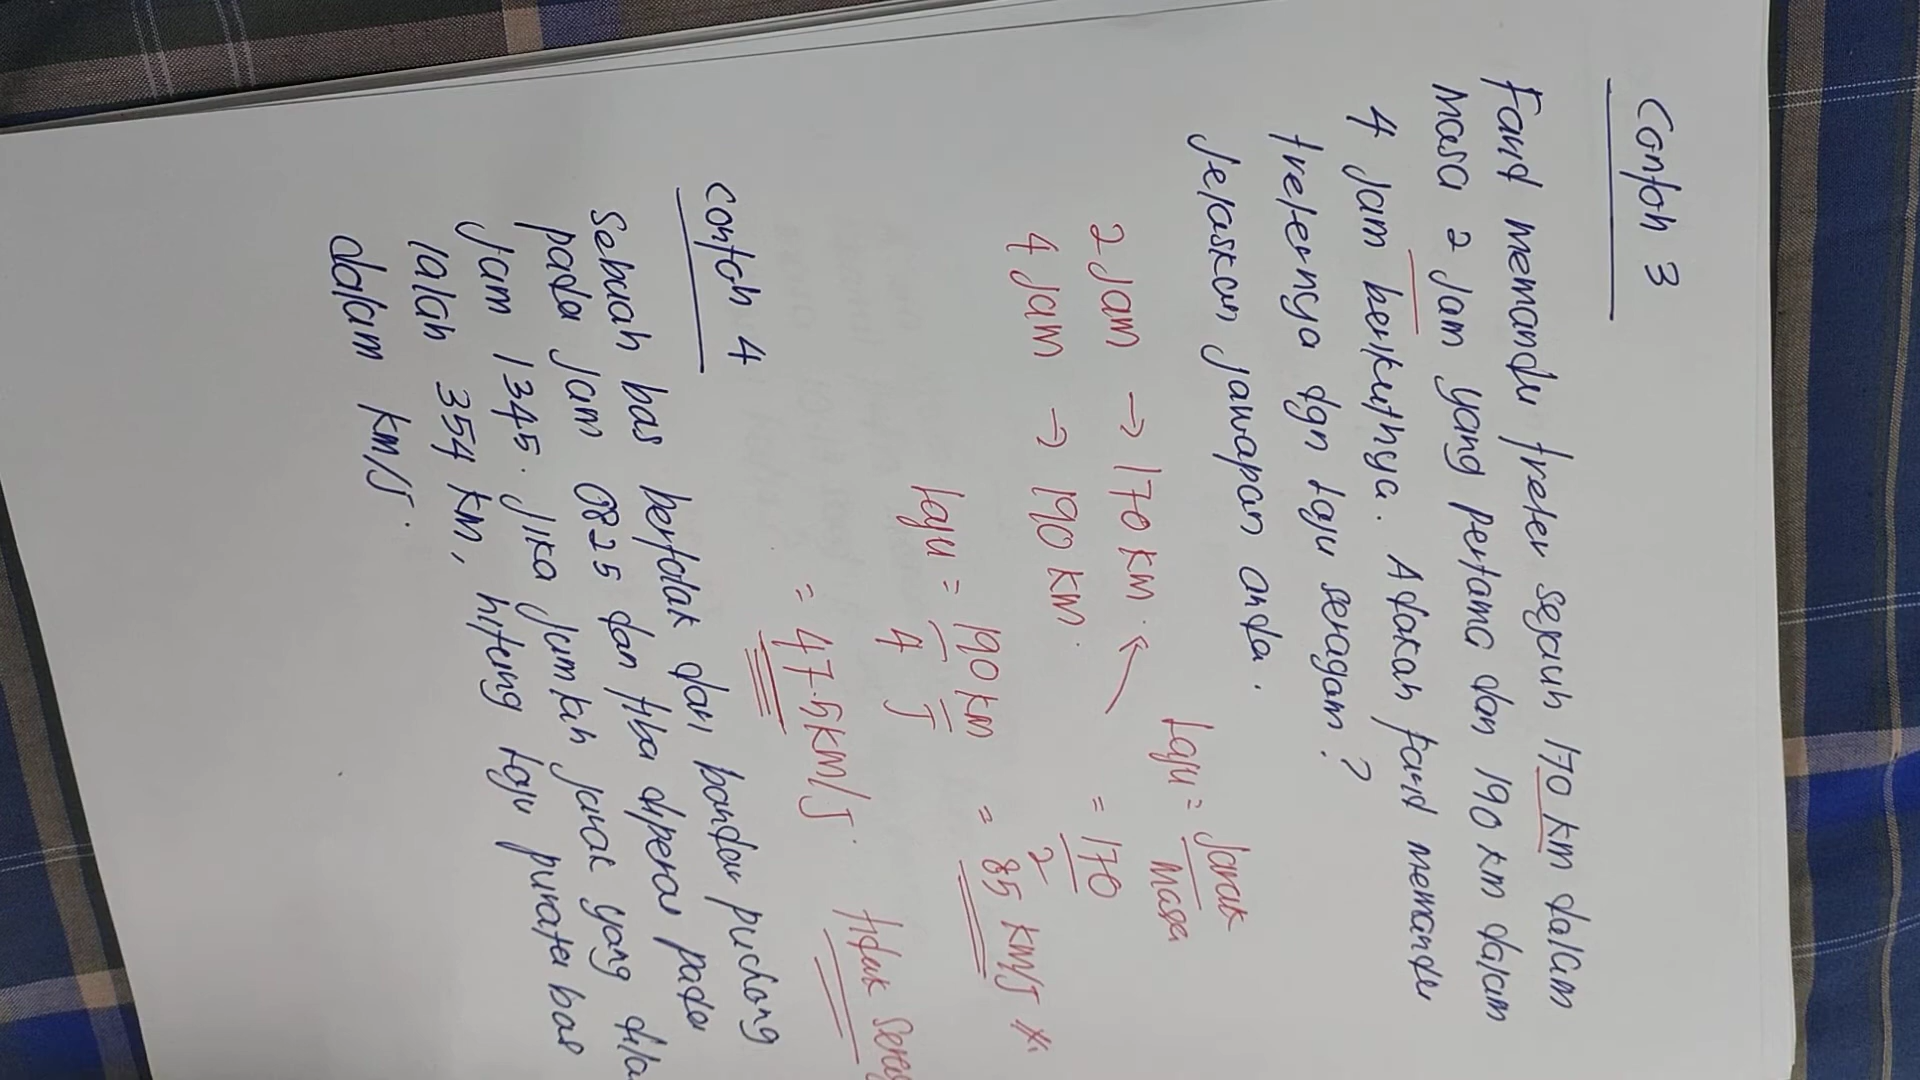 Contoh 3
Farid memandu treler sejauh 170 km dalam
masa 2 jam yang pertama dan 190 km dalam
4 jam berikutnya. Adakah farid memandu
trelernya dgn laju seragam?
Jelaskan jawapan anda.
laju = jarak
masa
2 jam → 170 km.
= 170
2
4 jam → 190 km.
= 85 km/j
laju = 190 km
4 j
= 47.5 km/j.
tidak
contoh 4
Sebuah bas bertolak dari bandar puchong
pada jam 0825 dan tiba dipenar pada
jam 1345. jika jumlah jarak yang
ialah 354 km, hitung laju purata bas
dalam km/j.